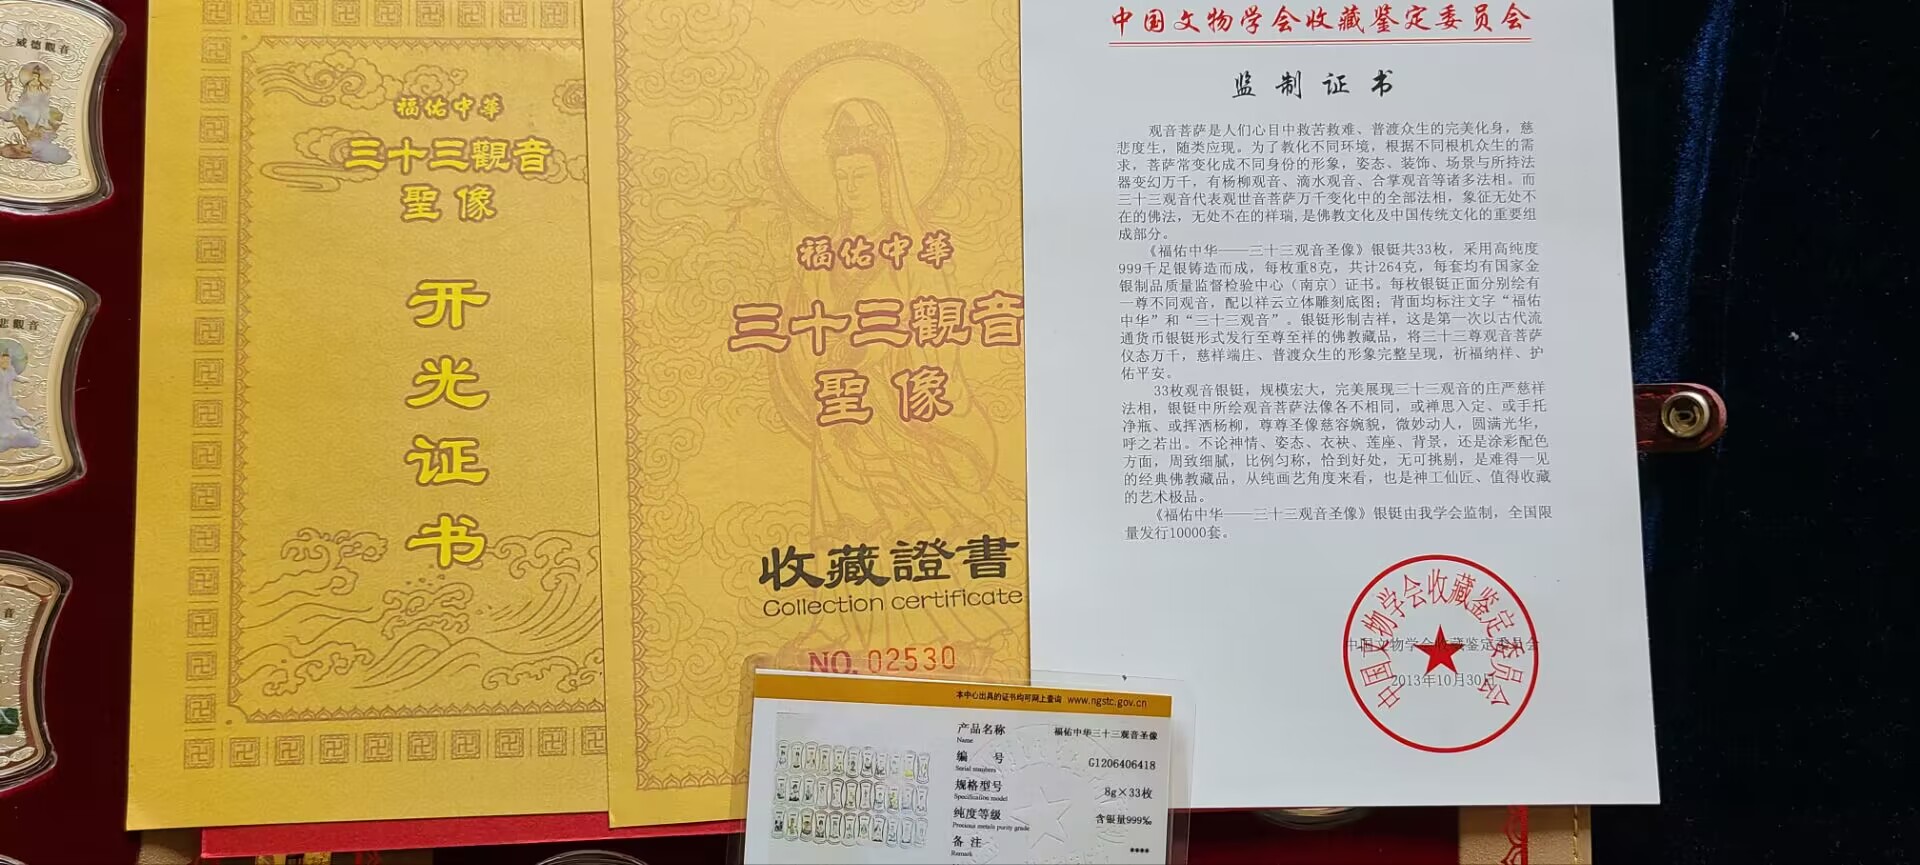 威德觀音
悲觀音
音
福佑中華
三十三觀音
聖像
开
光
证
书
福佑中華
三十三觀音
聖像
收藏證書
Collection certificate
NO. 02530
中国文物学会收藏鉴定委员会
监制证书
观音菩萨是人们心目中救苦救难、普渡众生的完美化身,慈
悲度生,随类应现。为了教化不同环境,根据不同根机众生的需
求,菩萨常变化成不同身份的形象,姿态、装饰、场景与所持法
器变幻万千,有杨柳观音、滴水观音、合掌观音等诸多法相。而
三十三观音代表观世音菩萨万千变化中的全部法相,象征无处不
在的佛法,无处不在的祥瑞,是佛教文化及中国传统文化的重要组
成部分。
《福佑中华——三十三观音圣像》银铤共33枚,采用高纯度
999千足银铸造而成,每枚重8克,共计264克,每套均有国家金
银制品质量监督检验中心(南京)证书。每枚银铤正面分别绘有
一尊不同观音,配以祥云立体雕刻底图;背面均标注文字“福佑
中华”和“三十三观音”。银铤形制吉祥,这是第一次以古代流
通货币银铤形式发行至尊至祥的佛教藏品,将三十三尊观音菩萨
仪态万千,慈祥端庄、普渡众生的形象完整呈现,祈福纳祥、护
佑平安。
33枚观音银铤,规模宏大,完美展现三十三观音的庄严慈祥
法相,银铤中所绘观音菩萨法像各不相同,或禅思入定、或手托
净瓶、或挥洒杨柳,尊尊圣像慈容婉貌,微妙动人,圆满光华,
呼之若出。不论神情、姿态、衣袂、莲座、背景,还是涂彩配色
方面,周致细腻,比例匀称,恰到好处,无可挑剔,是难得一见
的经典佛教藏品,从纯画艺角度来看,也是神工仙匠、值得收藏
的艺术极品。
《福佑中华——三十三观音圣像》银铤由我学会监制,全国限
量发行10000套。
中国文物学会收藏鉴定委员会
中国文物学会收藏鉴定委员会
2013年10月30日
本中心出具的证书均可网上查询 www.ngstc.gov.cn
产品名称 福佑中华三十三观音圣像
Name
编号 G1206406418
Serial numbers
规格型号 8g×33枚
Specification model
纯度等级 含银量999‰
Precious metals purity grade
备注 ****
Remark